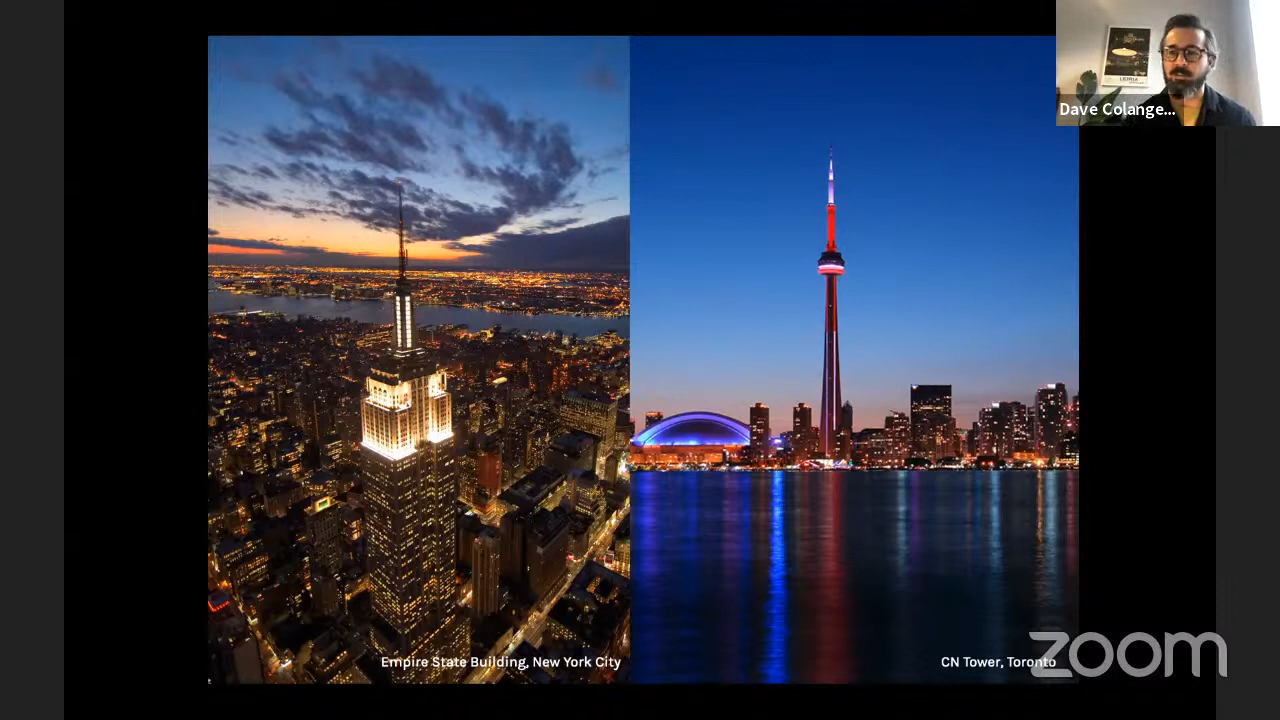 Dave Colange...
Empire State Building, New York City
CN Tower, Toronto
zoom